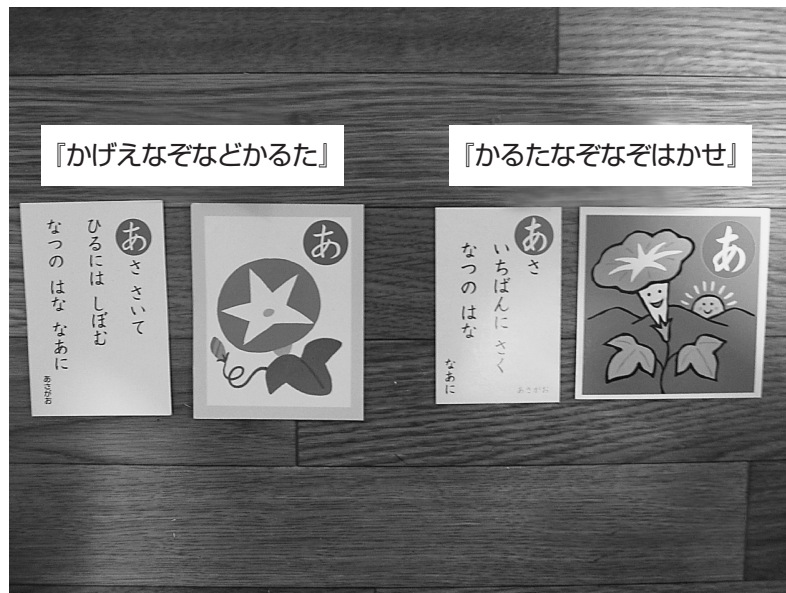 『かげえなぞなどかるた』
『かるたなぞなぞはかせ』
あさ さいて
ひるには しぼむ
なつの はな なあに
あさがお
あ
あさ
いちばんに さく
なつの はな
なあに
あさがお
あ